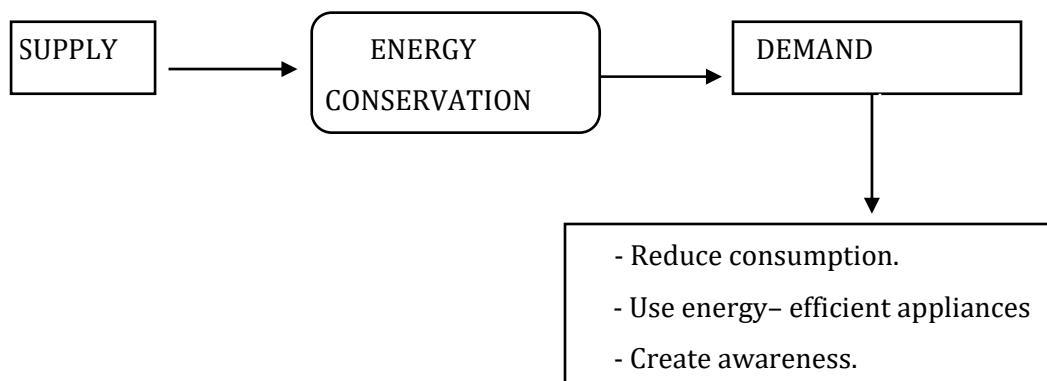 SUPPLY
ENERGY
CONSERVATION
DEMAND
- Reduce consumption.
- Use energy– efficient appliances
- Create awareness.